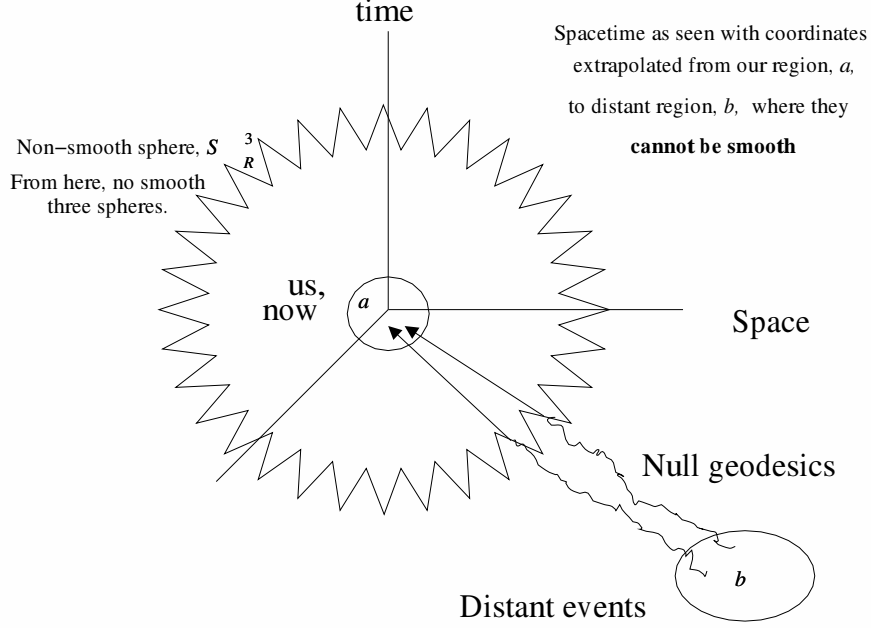 time
Spacetime as seen with coordinates
extrapolated from our region, a,
to distant region, b, where they
cannot be smooth
Non−smooth sphere, S 3
R
From here, no smooth
three spheres.
us,
now
a
Space
Null geodesics
b
Distant events